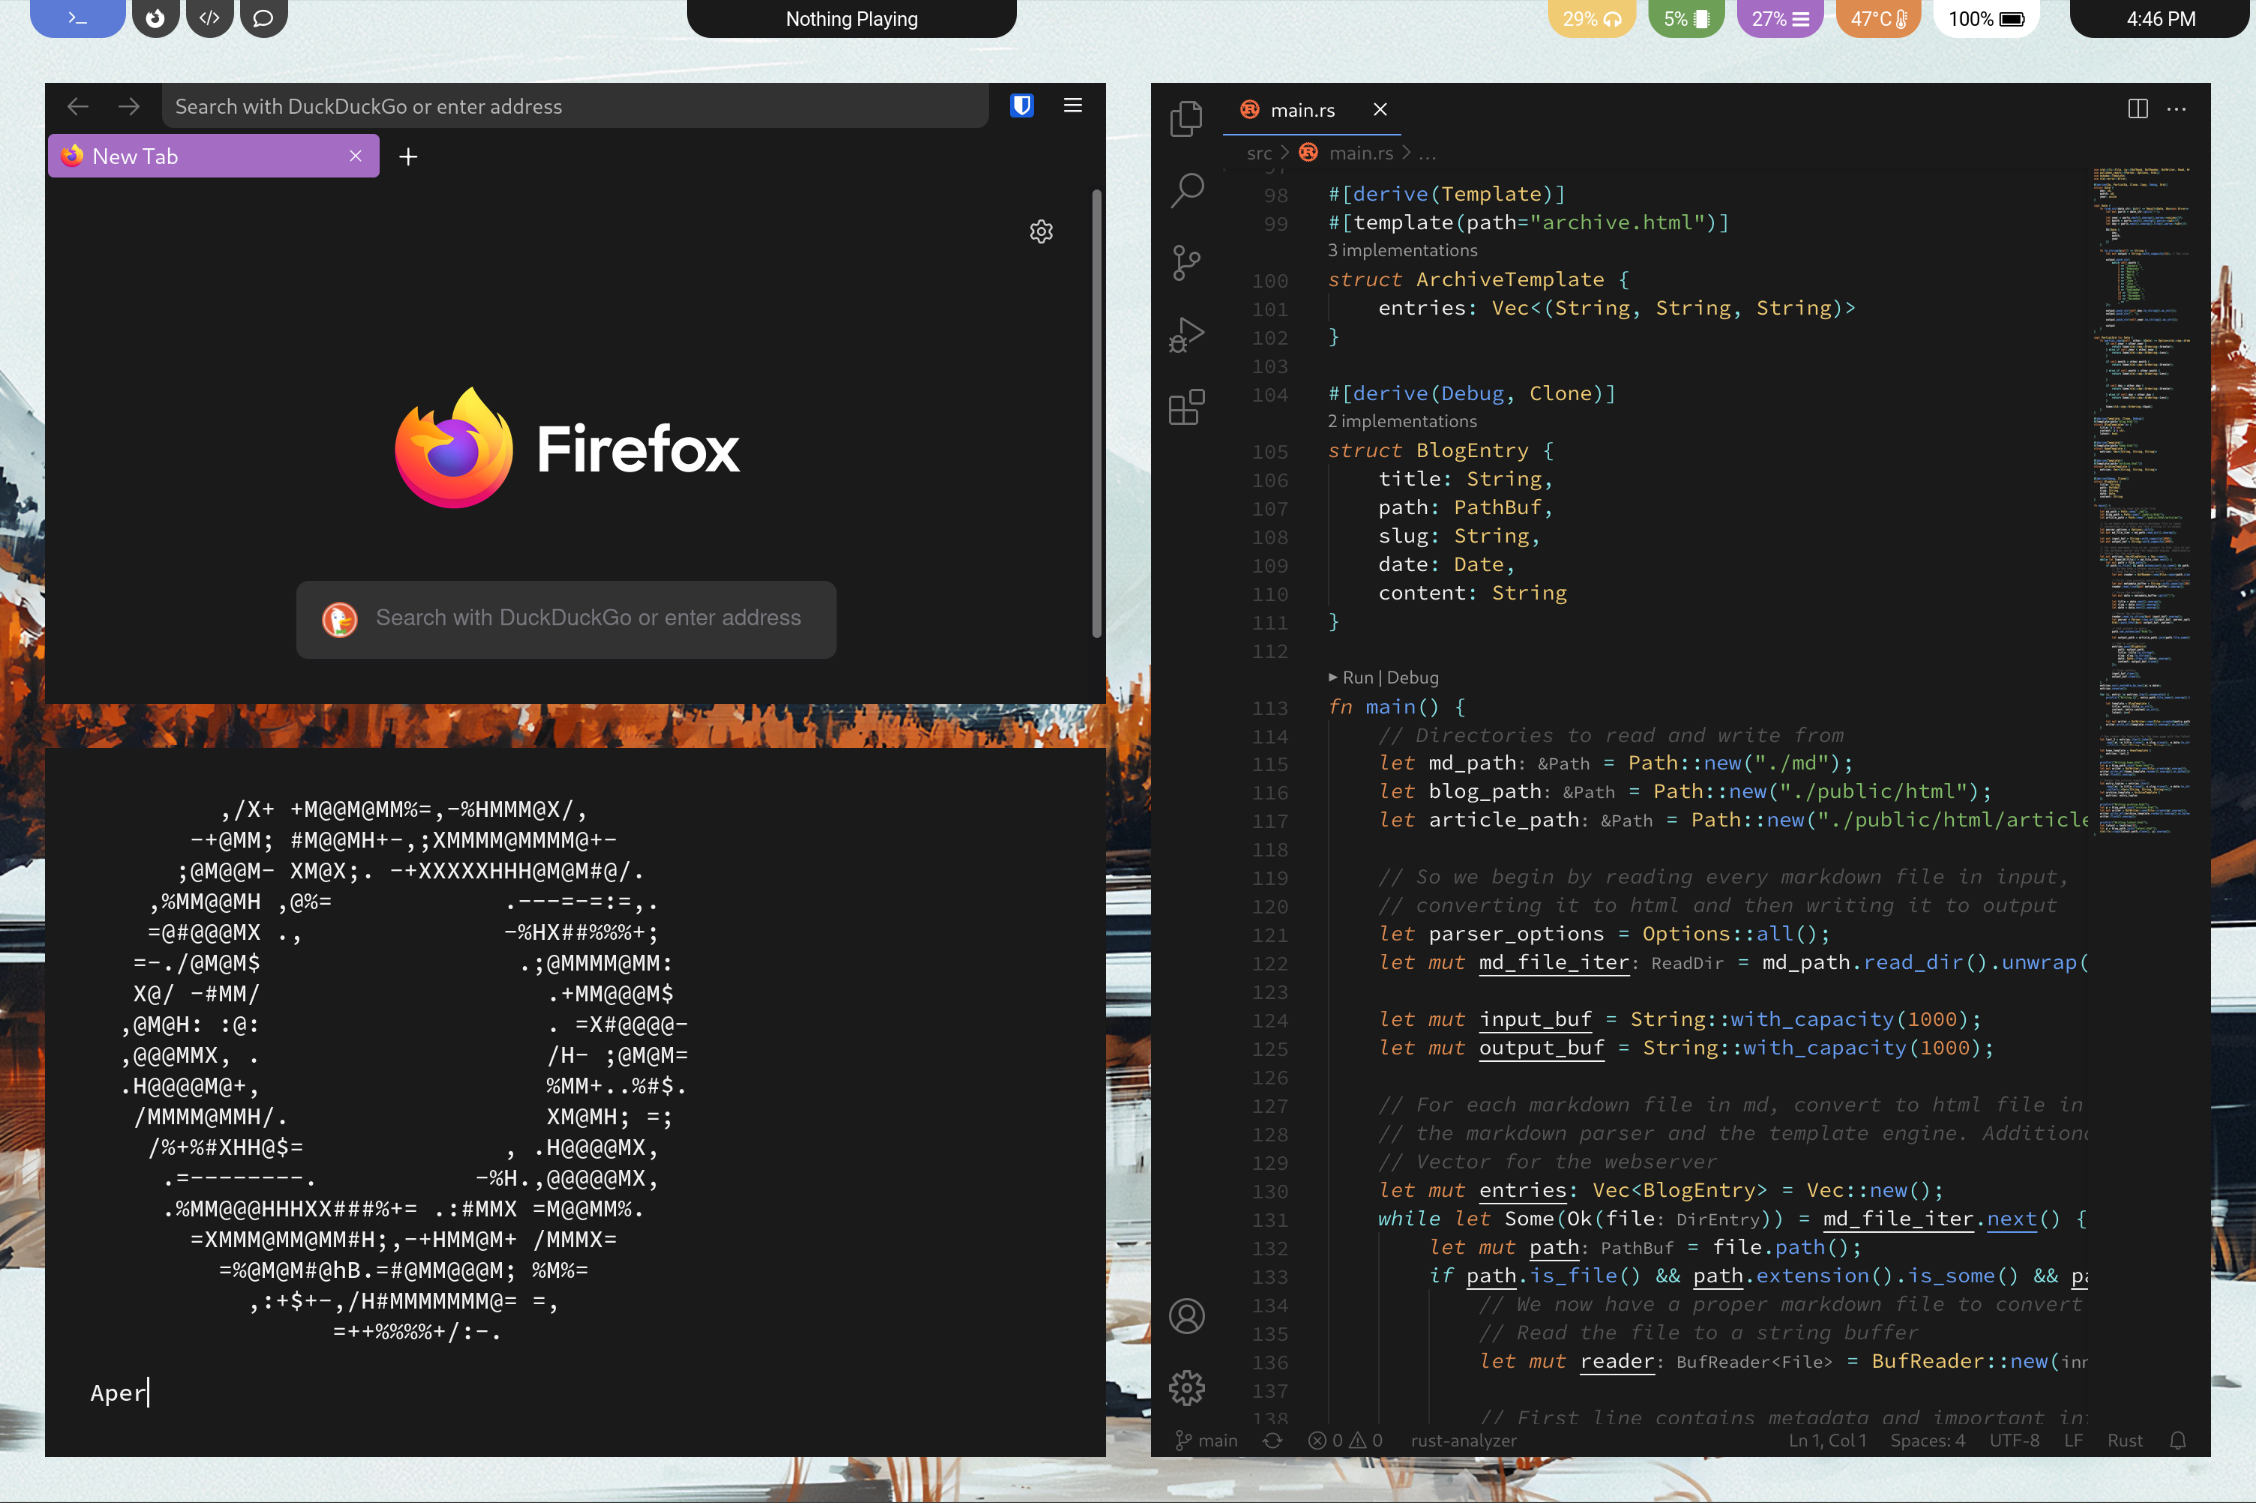 Nothing Playing
29%
5%
27%
47°C
100%
4:46 PM
Search with DuckDuckGo or enter address
New Tab
Firefox
Search with DuckDuckGo or enter address
,/X+ +M@@M@MM%=,-%HMMM@X/,
-+@MM; #M@@MH+-,;XMMMM@MMMM@+-
;@M@@M- XM@X;. -+XXXXXHHH@M@M#@/.
,%MM@@MH ,@%= .---=-=:=,.
=@#@@@MX ., -%HX##%%%+;
=-./@M@M$ .;@MMMM@MM:
X@/ -#MM/ .+MM@@@M$
,@M@H: :@: . =X#@@@@-
,@@@MMX, . /H- ;@M@M=
.H@@@@M@+, %MM+..%#$.
/MMMM@MMH/. XM@MH; =;
/%+%#XHH@$= , .H@@@@MX,
.=--------. -%H.,@@@@@MX,
.%MM@@@HHHXX###%+= .:#MMX =M@@MM%.
=XMMM@MM@MM#H;,-+HMM@M+ /MMMX=
=%@M@M#@hB.=#@MM@@@M; %M%=
,:+$+-,/H#MMMMMMM@= =,
=++%%%%+/:-.
Aper
main.rs
src > main.rs > ...
98 #[derive(Template)]
99 #[template(path="archive.html")]
3 implementations
100 struct ArchiveTemplate {
101 entries: Vec<(String, String, String)>
102 }
103
104 #[derive(Debug, Clone)]
2 implementations
105 struct BlogEntry {
106 title: String,
107 path: PathBuf,
108 slug: String,
109 date: Date,
110 content: String
111 }
112
Run | Debug
113 fn main() {
114 // Directories to read and write from
115 let md_path: &Path = Path::new("./md");
116 let blog_path: &Path = Path::new("./public/html");
117 let article_path: &Path = Path::new("./public/html/article
118
119 // So we begin by reading every markdown file in input,
120 // converting it to html and then writing it to output
121 let parser_options = Options::all();
122 let mut md_file_iter: ReadDir = md_path.read_dir().unwrap(
123
124 let mut input_buf = String::with_capacity(1000);
125 let mut output_buf = String::with_capacity(1000);
126
127 // For each markdown file in md, convert to html file in
128 // the markdown parser and the template engine. Additiona
129 // Vector for the webserver
130 let mut entries: Vec<BlogEntry> = Vec::new();
131 while let Some(Ok(file: DirEntry)) = md_file_iter.next() {
132 let mut path: PathBuf = file.path();
133 if path.is_file() && path.extension().is_some() && pa
134 // We now have a proper markdown file to convert
135 // Read the file to a string buffer
136 let mut reader: BufReader<File> = BufReader::new(inn
137
138 // First line contains metadata and important in
main 0 0 rust-analyzer Ln 1, Col 1 Spaces: 4 UTF-8 LF Rust